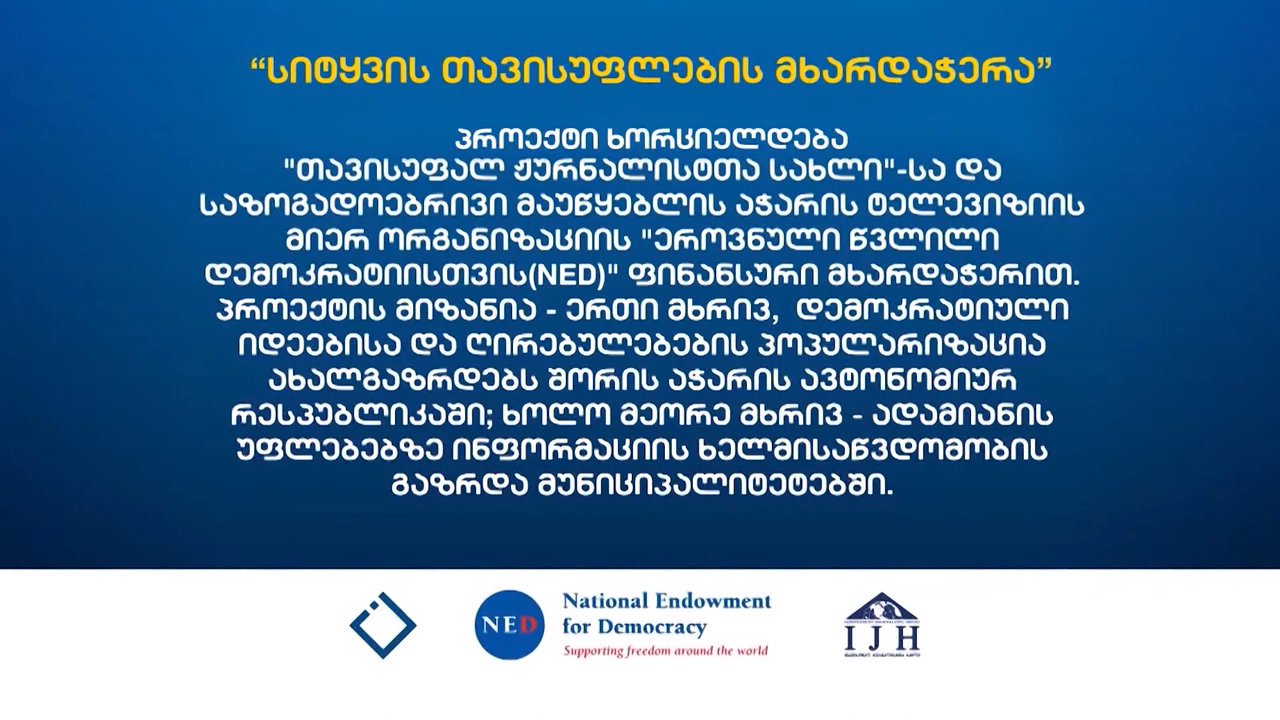 “სიტყვის თავისუფლების მხარდაჭერა”
პროექტი ხორციელდება
"თავისუფალ ჟურნალისტთა სახლი"-სა და
საზოგადოებრივი მაუწყებლის აჭარის ტელევიზიის
მიერ ორგანიზაციის "ეროვნული წვლილი
დემოკრატიისთვის(NED)" ფინანსური მხარდაჭერით.
პროექტის მიზანია - ერთი მხრივ, დემოკრატიული
იდეებისა და ღირებულებების პოპულარიზაცია
ახალგაზრდებს შორის აჭარის ავტონომიურ
რესპუბლიკაში; ხოლო მეორე მხრივ - ადამიანის
უფლებებზე ინფორმაციის ხელმისაწვდომობის
გაზრდა მუნიციპალიტეტებში.
NED
National Endowment
for Democracy
Supporting freedom around the world
IJH